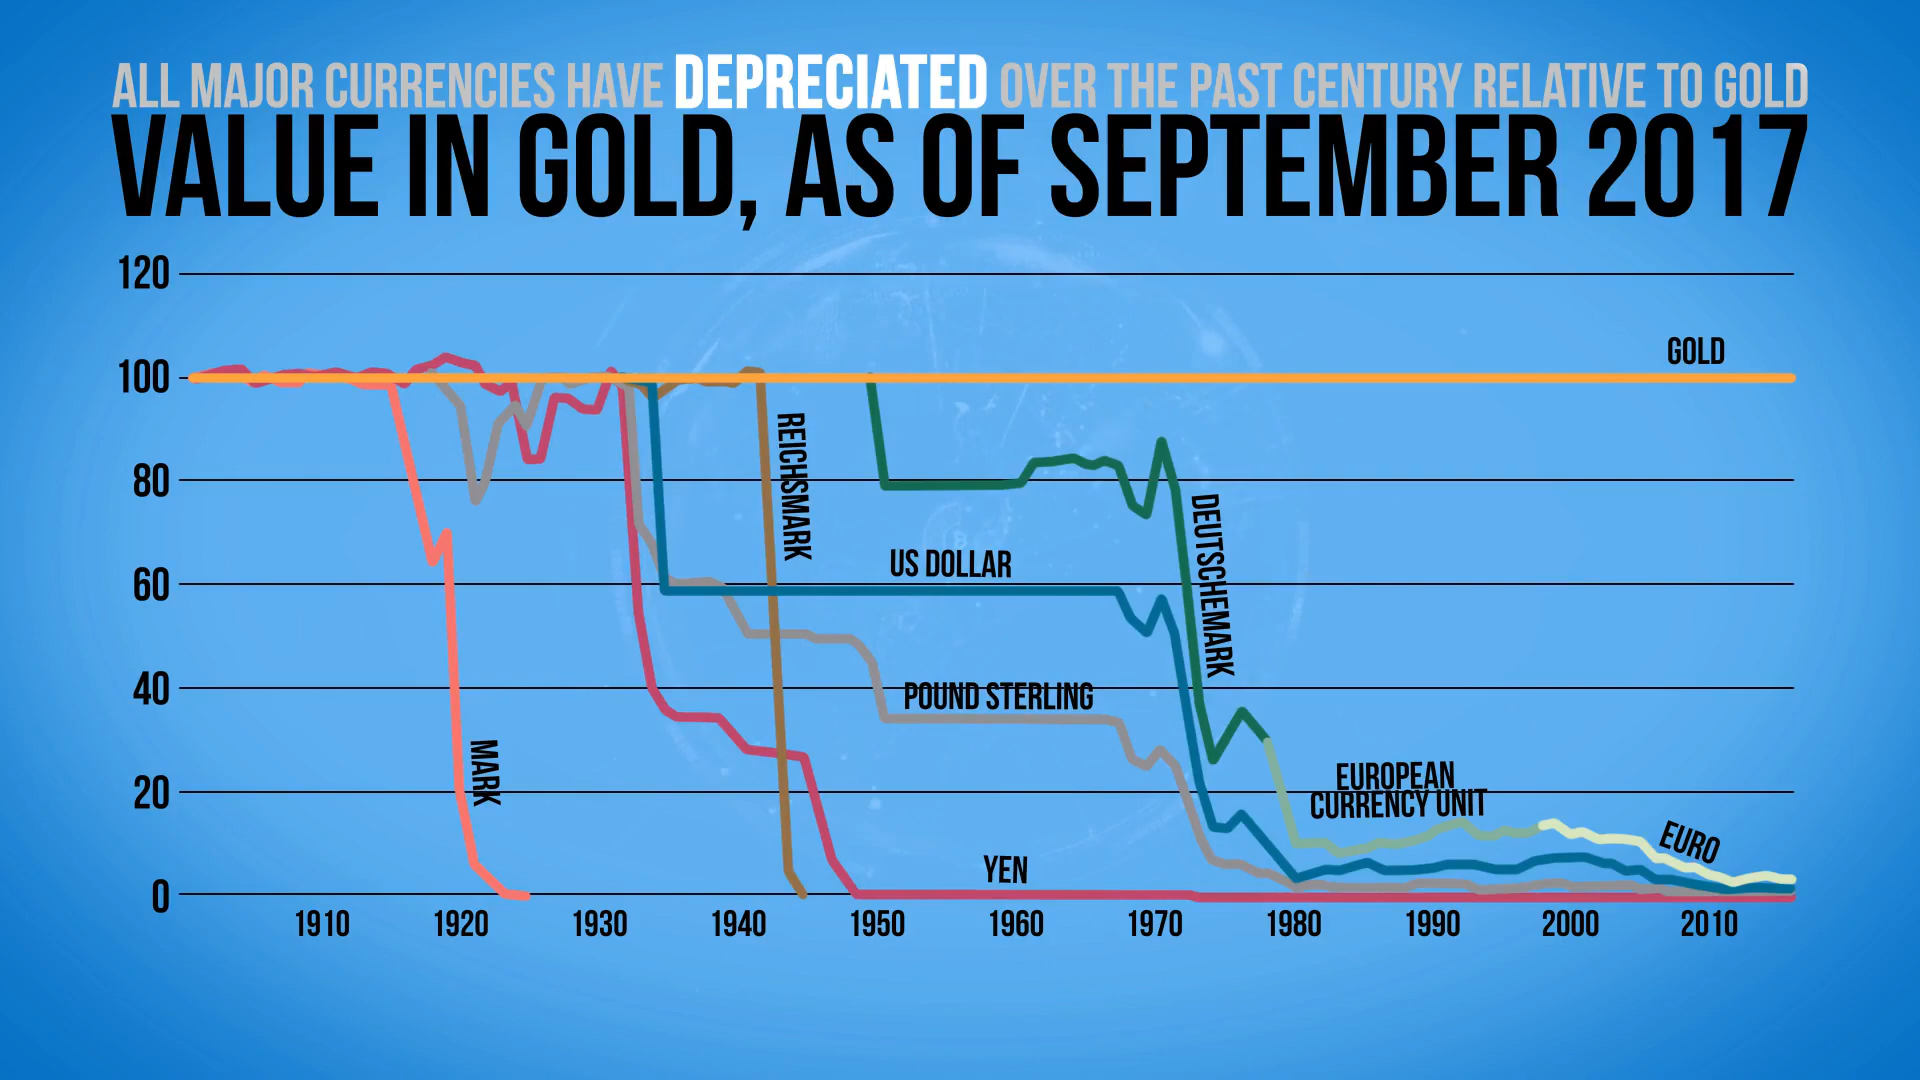 ALL MAJOR CURRENCIES HAVE DEPRECIATED OVER THE PAST CENTURY RELATIVE TO GOLD
VALUE IN GOLD, AS OF SEPTEMBER 2017
120
GOLD
100
REICHSMARK
80
DEUTSCHEMARK
US DOLLAR
60
POUND STERLING
40
MARK
EUROPEAN
CURRENCY UNIT
20
EURO
YEN
0
1910 1920 1930 1940 1950 1960 1970 1980 1990 2000 2010